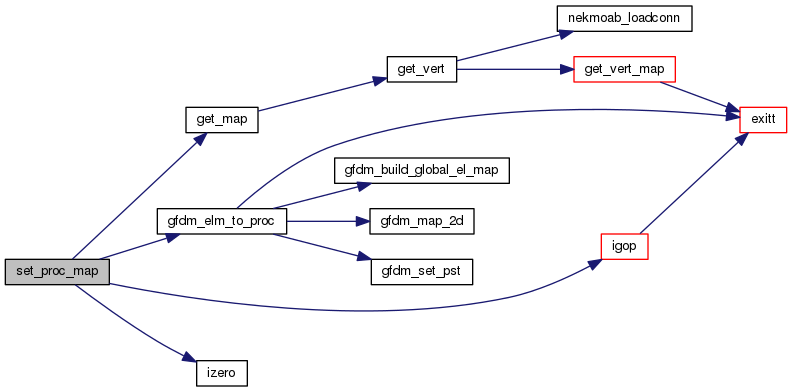 nekmoab_loadconn
get_vert
get_vert_map
get_map
exitt
gfdm_build_global_el_map
gfdm_elm_to_proc
gfdm_map_2d
igop
set_proc_map
gfdm_set_pst
izero